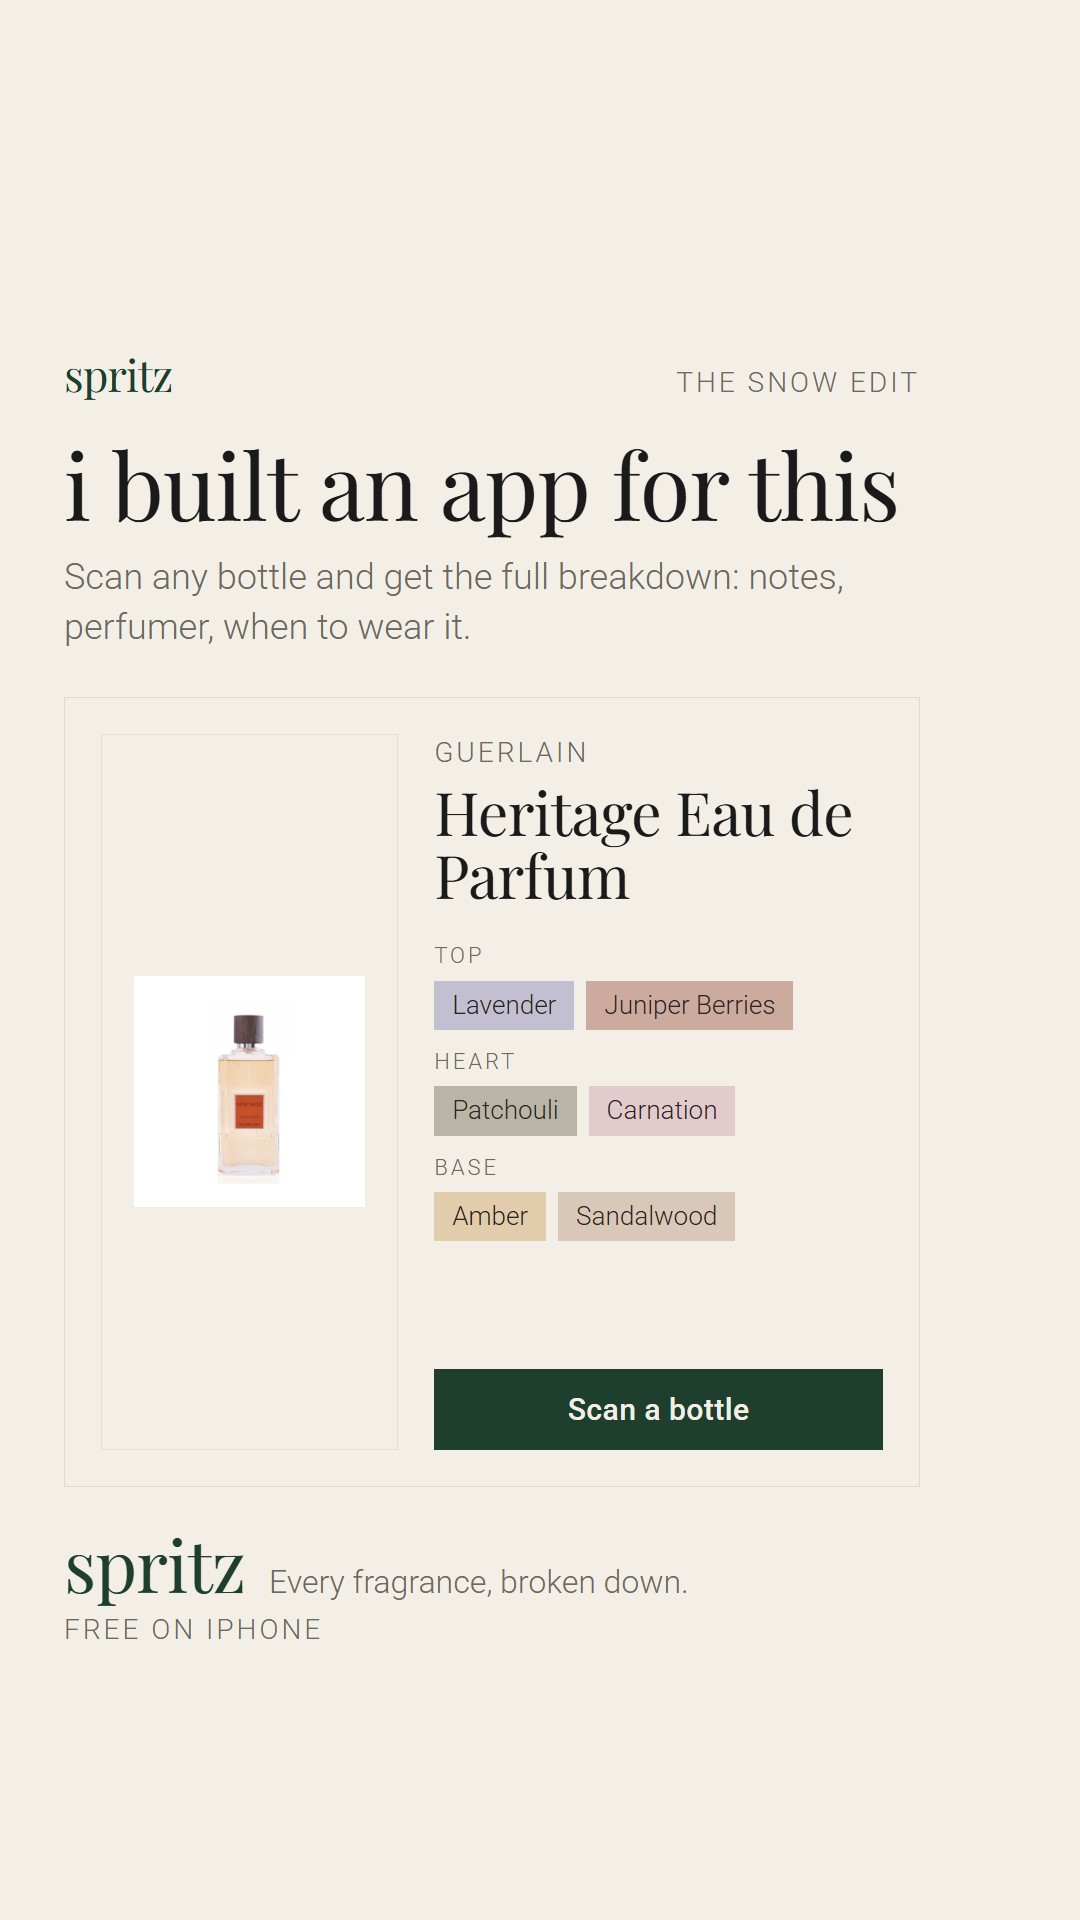 spritz
THE SNOW EDIT
i built an app for this
Scan any bottle and get the full breakdown: notes,
perfumer, when to wear it.
GUERLAIN
Heritage Eau de
Parfum
TOP
Lavender
Juniper Berries
HEART
Patchouli
Carnation
BASE
Amber
Sandalwood
Scan a bottle
spritz
Every fragrance, broken down.
FREE ON IPHONE